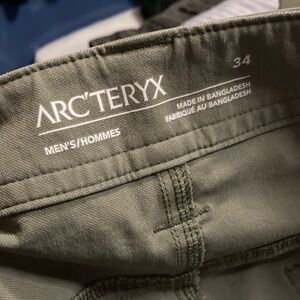 34
ARC'TERYX
MADE IN BANGLADESH
FABRIQUÉ AU BANGLADESH
MEN'S/HOMMES